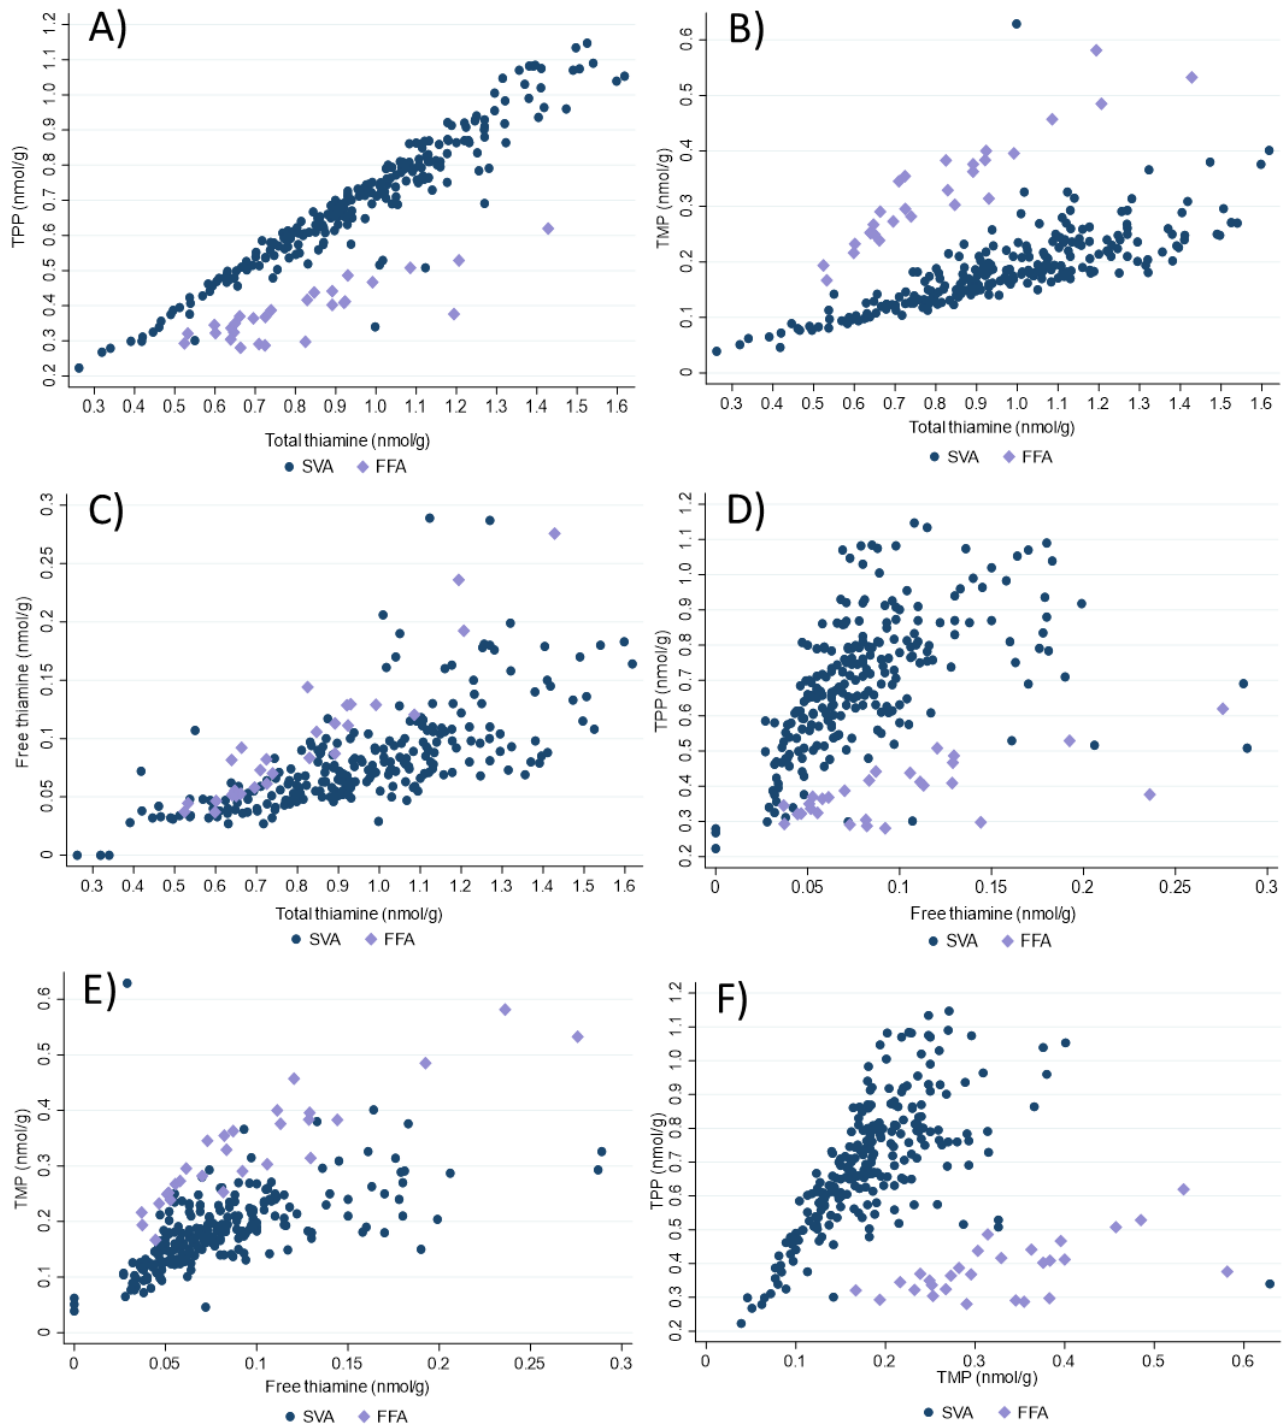 A)
TPP (nmol/g)
1.2
1.1
1.0
0.9
0.8
0.7
0.6
0.5
0.4
0.3
0.2
0.3 0.4 0.5 0.6 0.7 0.8 0.9 1.0 1.1 1.2 1.3 1.4 1.5 1.6
Total thiamine (nmol/g)
SVA FFA
B)
TMP (nmol/g)
0.6
0.5
0.4
0.3
0.2
0.1
0
0.3 0.4 0.5 0.6 0.7 0.8 0.9 1.0 1.1 1.2 1.3 1.4 1.5 1.6
Total thiamine (nmol/g)
SVA FFA
C)
Free thiamine (nmol/g)
0.3
0.25
0.2
0.15
0.1
0.05
0
0.3 0.4 0.5 0.6 0.7 0.8 0.9 1.0 1.1 1.2 1.3 1.4 1.5 1.6
Total thiamine (nmol/g)
SVA FFA
D)
TPP (nmol/g)
1.2
1.1
1.0
0.9
0.8
0.7
0.6
0.5
0.4
0.3
0.2
0 0.05 0.1 0.15 0.2 0.25 0.3
Free thiamine (nmol/g)
SVA FFA
E)
TMP (nmol/g)
0.6
0.5
0.4
0.3
0.2
0.1
0
0 0.05 0.1 0.15 0.2 0.25 0.3
Free thiamine (nmol/g)
SVA FFA
F)
TPP (nmol/g)
1.2
1.1
1.0
0.9
0.8
0.7
0.6
0.5
0.4
0.3
0.2
0 0.1 0.2 0.3 0.4 0.5 0.6
TMP (nmol/g)
SVA FFA